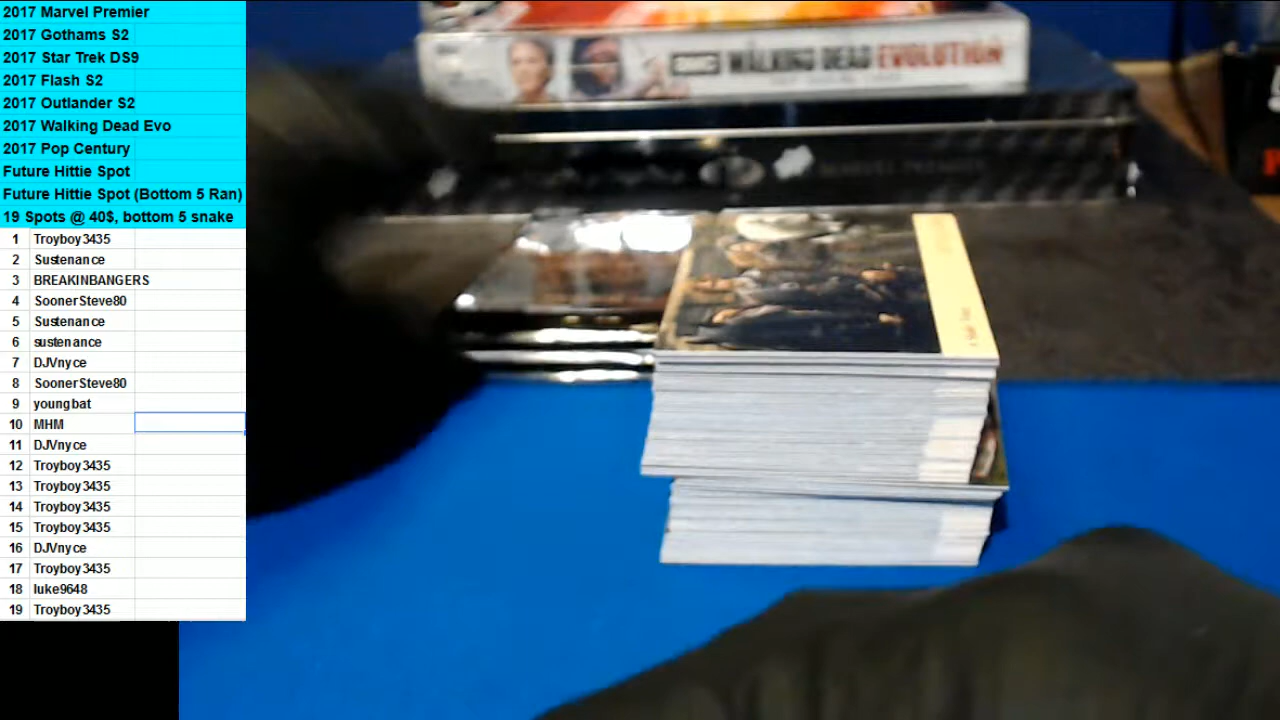 2017 Marvel Premier
2017 Gothams S2
2017 Star Trek DS9
2017 Flash S2
2017 Outlander S2
2017 Walking Dead Evo
2017 Pop Century
Future Hittie Spot
Future Hittie Spot (Bottom 5 Ran)
19 Spots @ 40$, bottom 5 snake
1 Troyboy3435
2 Sustenance
3 BREAKINBANGERS
4 SoonerSteve80
5 Sustenance
6 sustenance
7 DJVnyce
8 SoonerSteve80
9 youngbat
10 MHM
11 DJVnyce
12 Troyboy3435
13 Troyboy3435
14 Troyboy3435
15 Troyboy3435
16 DJVnyce
17 Troyboy3435
18 luke9648
19 Troyboy3435
AMC WALKING DEAD EVOLUTION
MARVEL PREMIER